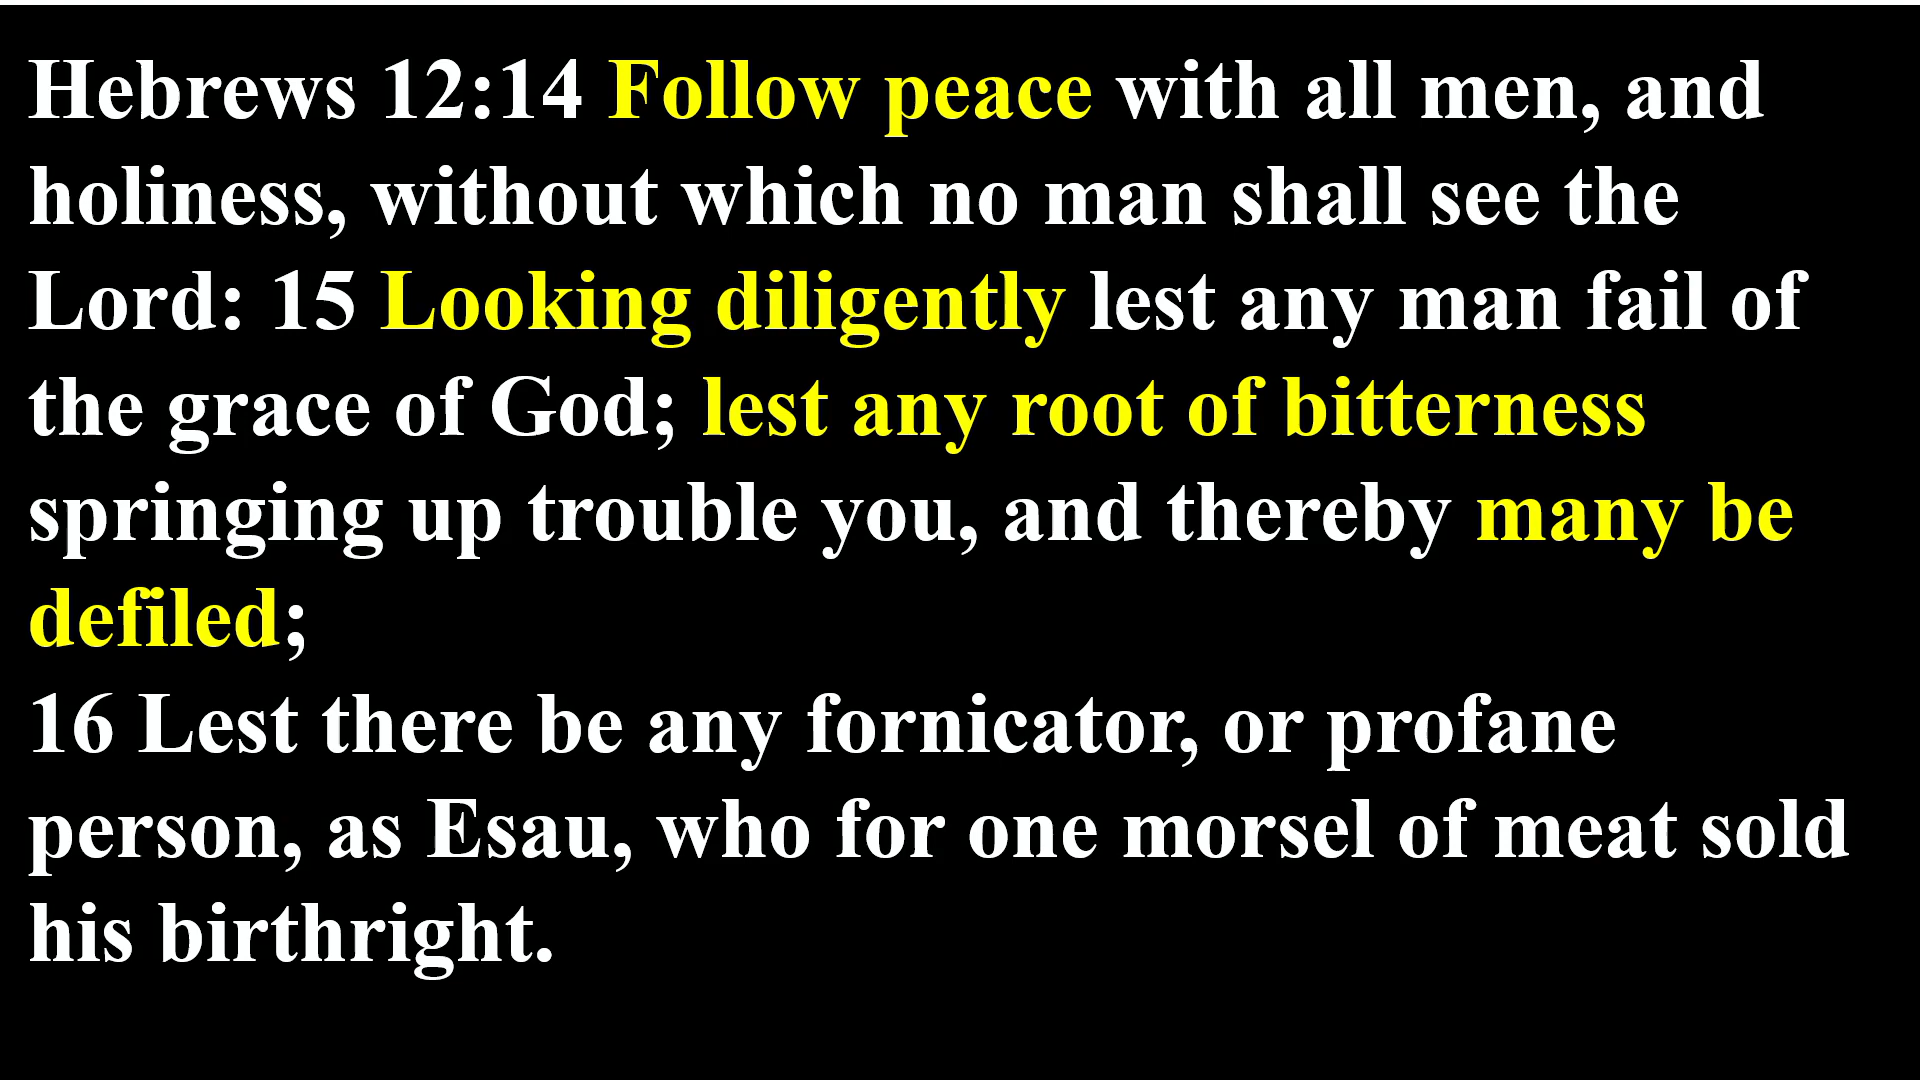 Hebrews 12:14 Follow peace with all men, and
holiness, without which no man shall see the
Lord: 15 Looking diligently lest any man fail of
the grace of God; lest any root of bitterness
springing up trouble you, and thereby many be
defiled;
16 Lest there be any fornicator, or profane
person, as Esau, who for one morsel of meat sold
his birthright.